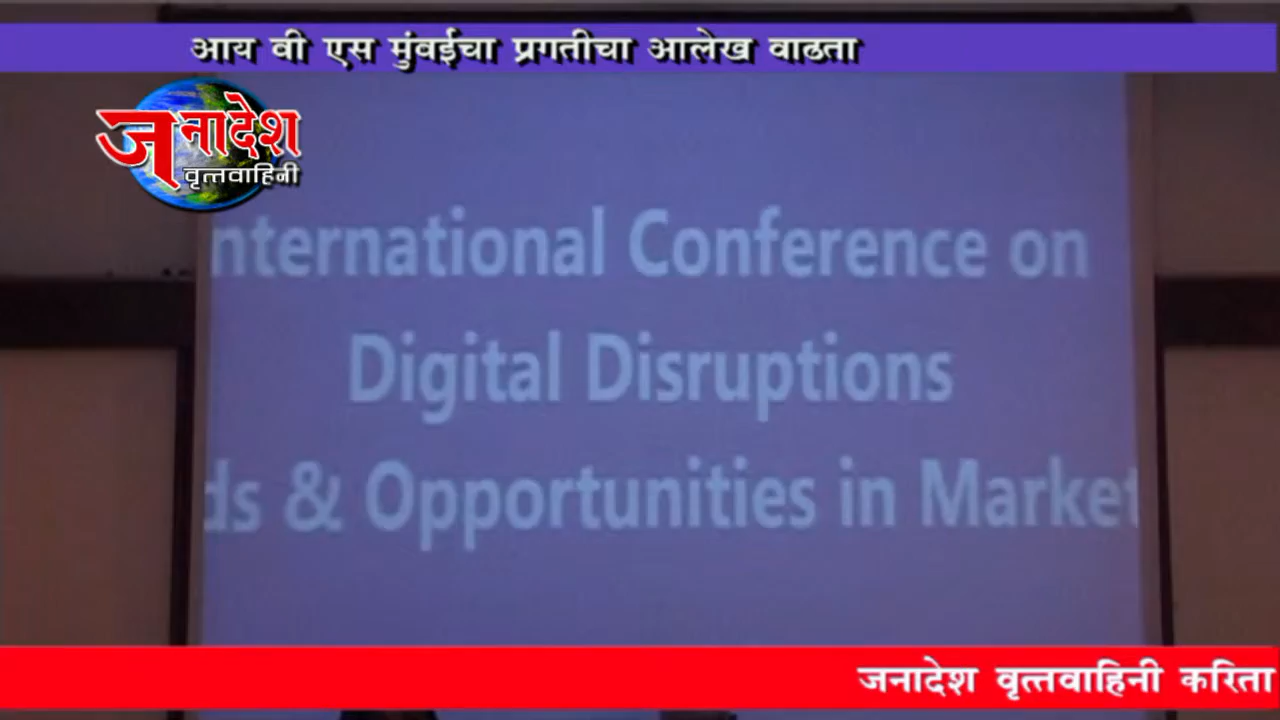 आय वी एस मुंवईचा प्रगतीचा आलेख वाढता
जनादेश
वृत्तवाहिनी
nternational Conference on
Digital Disruptions
ds & Opportunities in Market
जनादेश वृत्तवाहिनी करिता